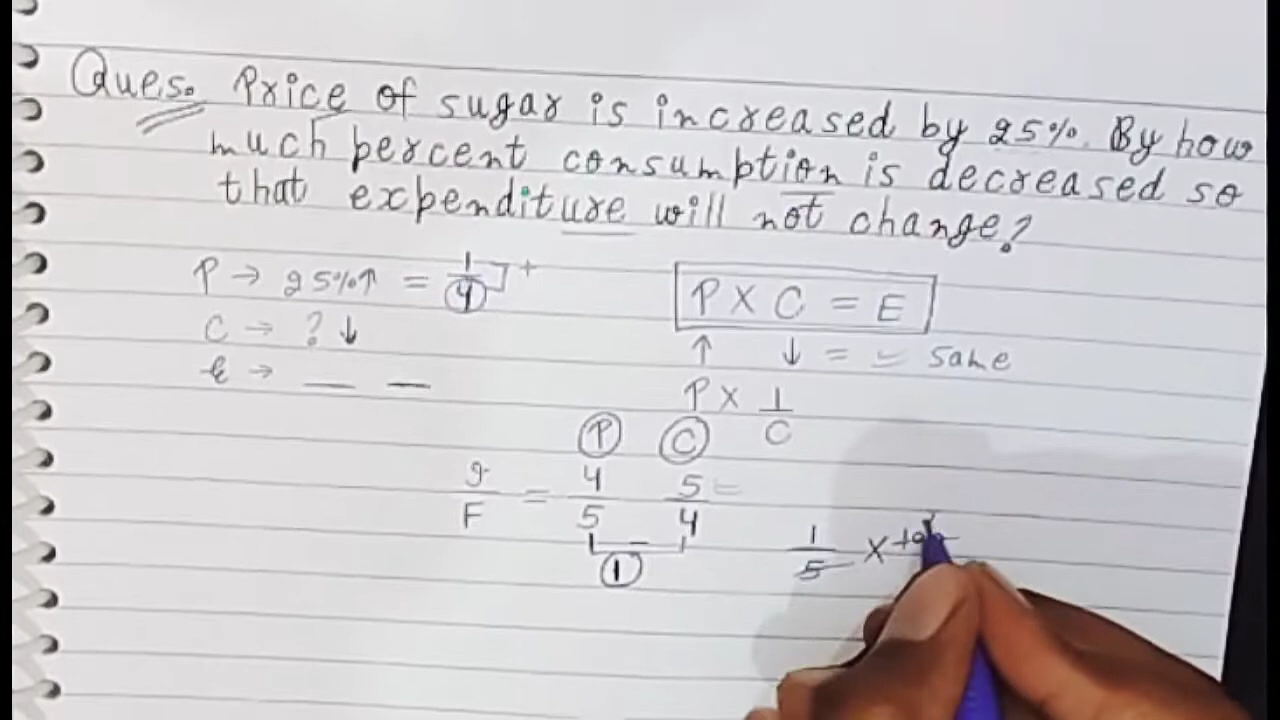 Ques. Price of sugar is increased by 25%. By how
much percent consumption is decreased so
that expenditure will not change?
P → 25%↑ = 1/4 +
P X C = E
C → ? ↓
↑ ↓ = = same
E → — —
P X 1/C
P C
I/F = 4/5 5/4 =
1
1/5 X